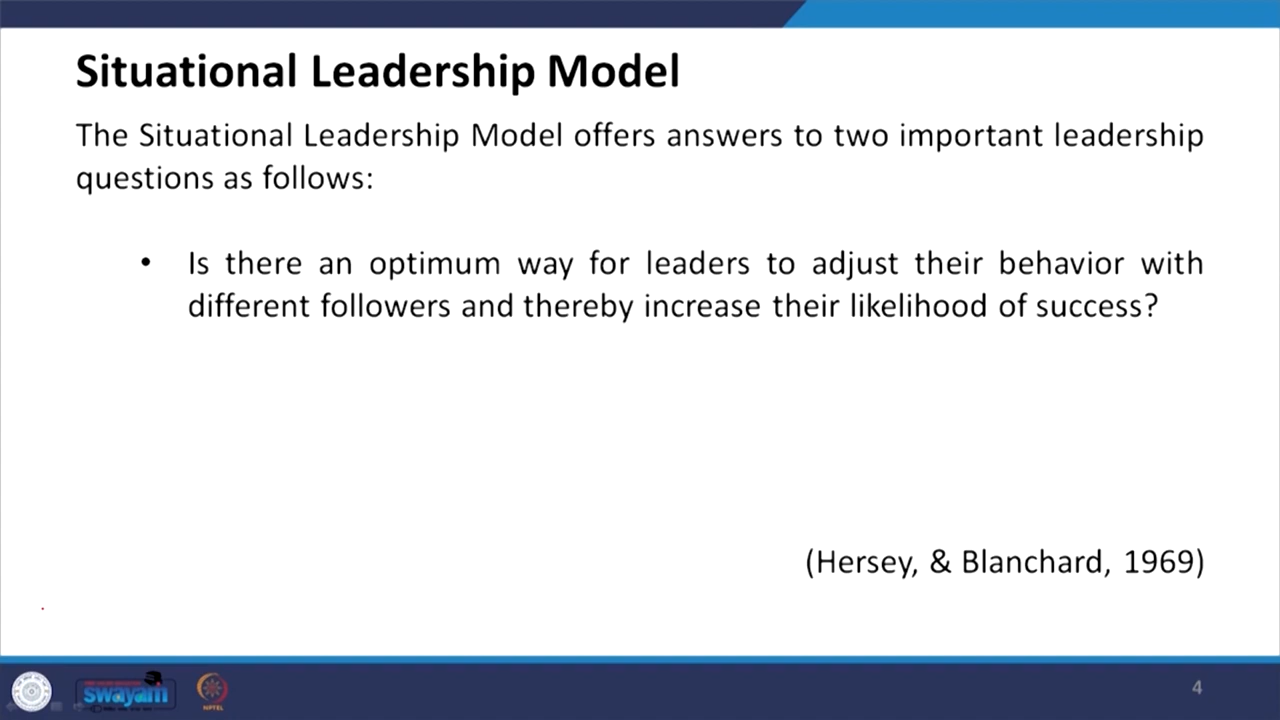 Situational Leadership Model
The Situational Leadership Model offers answers to two important leadership
questions as follows:
• Is there an optimum way for leaders to adjust their behavior with
different followers and thereby increase their likelihood of success?
(Hersey, & Blanchard, 1969)
swayam
NPTEL
4